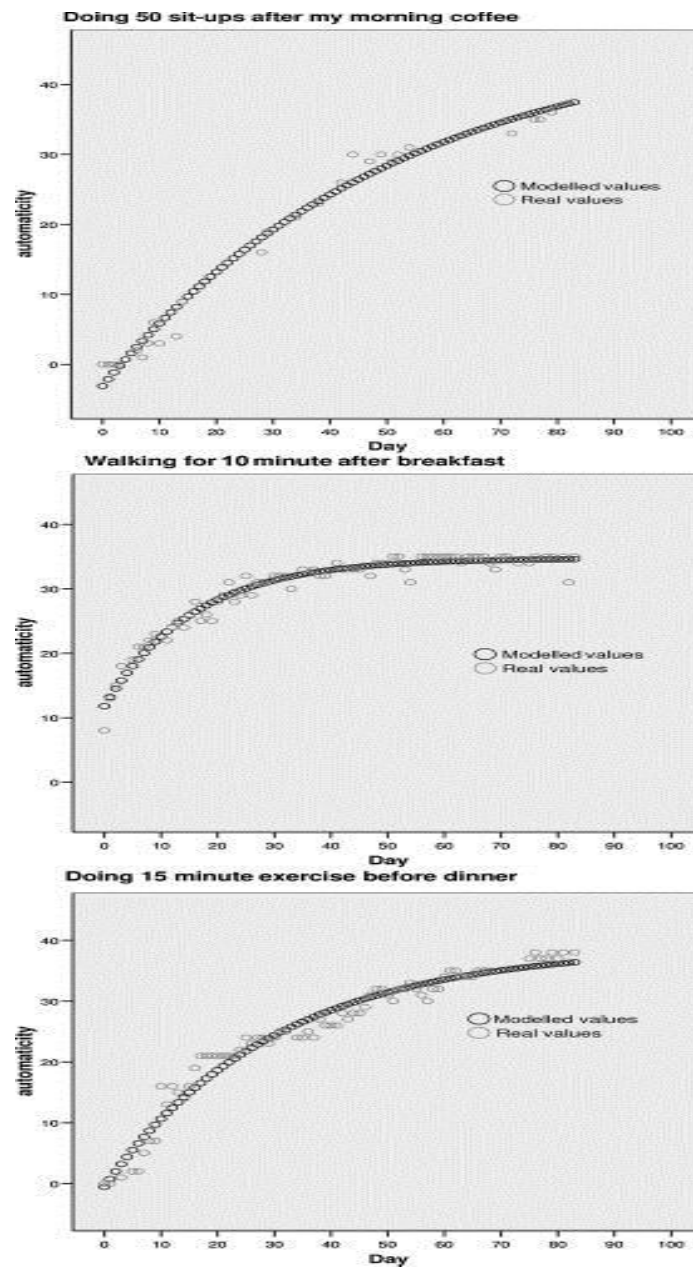 Doing 50 sit-ups after my morning coffee
40
30
20
10
0
automaticity
Modelled values
Real values
0 10 20 30 40 50 60 70 80 90 100
Day
Walking for 10 minute after breakfast
40
30
20
10
0
automaticity
Modelled values
Real values
0 10 20 30 40 50 60 70 80 90 100
Day
Doing 15 minute exercise before dinner
40
30
20
10
0
automaticity
Modelled values
Real values
0 10 20 30 40 50 60 70 80 90 100
Day